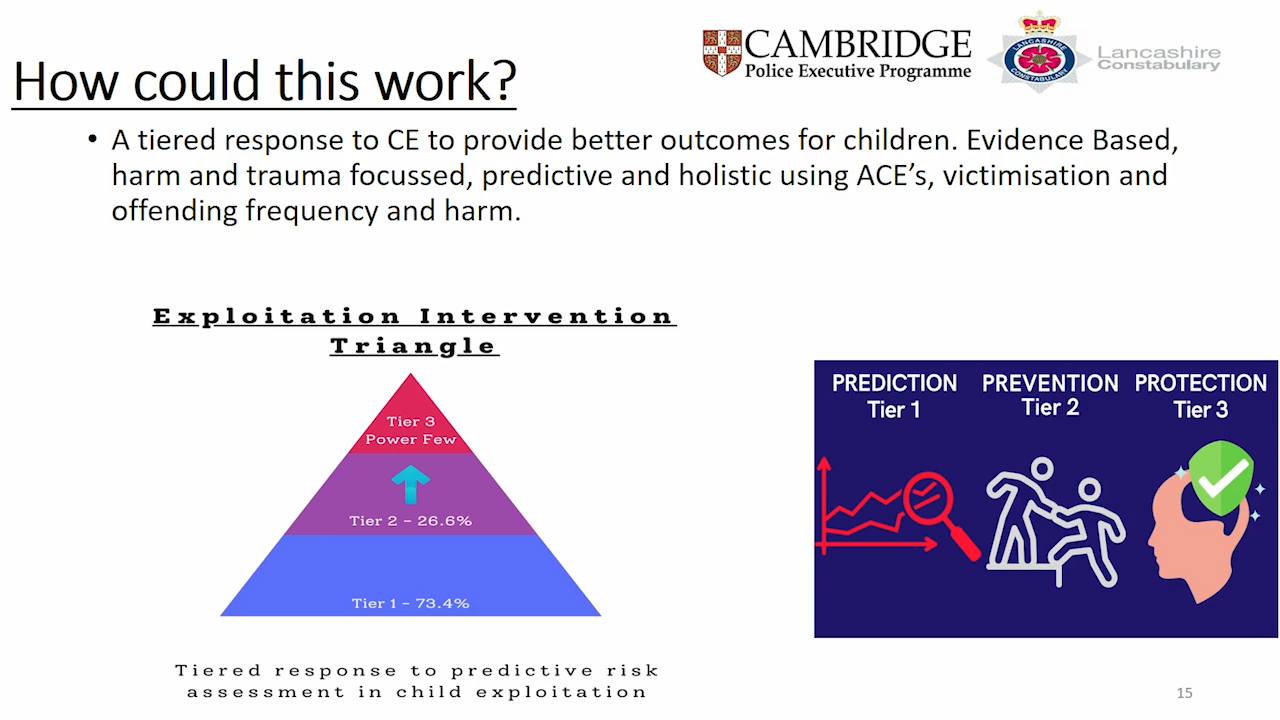 CAMBRIDGE
Police Executive Programme
LANCASHIRE
CONSTABULARY
Lancashire
Constabulary
How could this work?
• A tiered response to CE to provide better outcomes for children. Evidence Based,
harm and trauma focussed, predictive and holistic using ACE's, victimisation and
offending frequency and harm.
Exploitation Intervention
Triangle
Tier 3
Power Few
Tier 2 – 26.6%
Tier 1 – 73.4%
Tiered response to predictive risk
assessment in child exploitation
PREDICTION
Tier 1
PREVENTION
Tier 2
PROTECTION
Tier 3
15